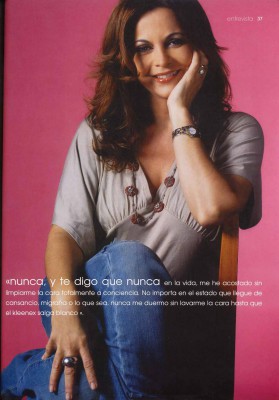 entrevista 37
«nunca, y te digo que nunca en la vida, me he acostado sin
limpiarme la cara totalmente a conciencia. No importa en el estado que llegue de
cansancio, migraña o lo que sea, nunca me duermo sin lavarme la cara hasta que
el kleenex salga blanco ».